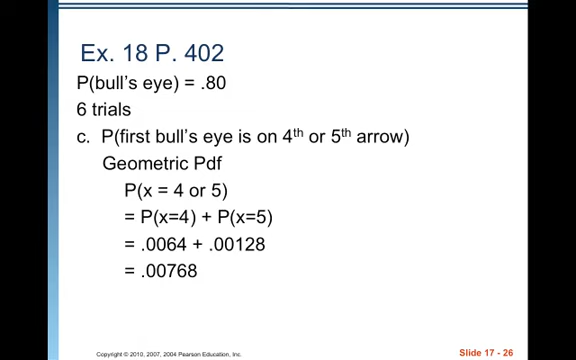 Ex. 18 P. 402
P(bull’s eye) = .80
6 trials
c. P(first bull’s eye is on 4th or 5th arrow)
Geometric Pdf
P(x = 4 or 5)
= P(x=4) + P(x=5)
= .0064 + .00128
= .00768
Copyright © 2010, 2007, 2004 Pearson Education, Inc.
Slide 17 - 26